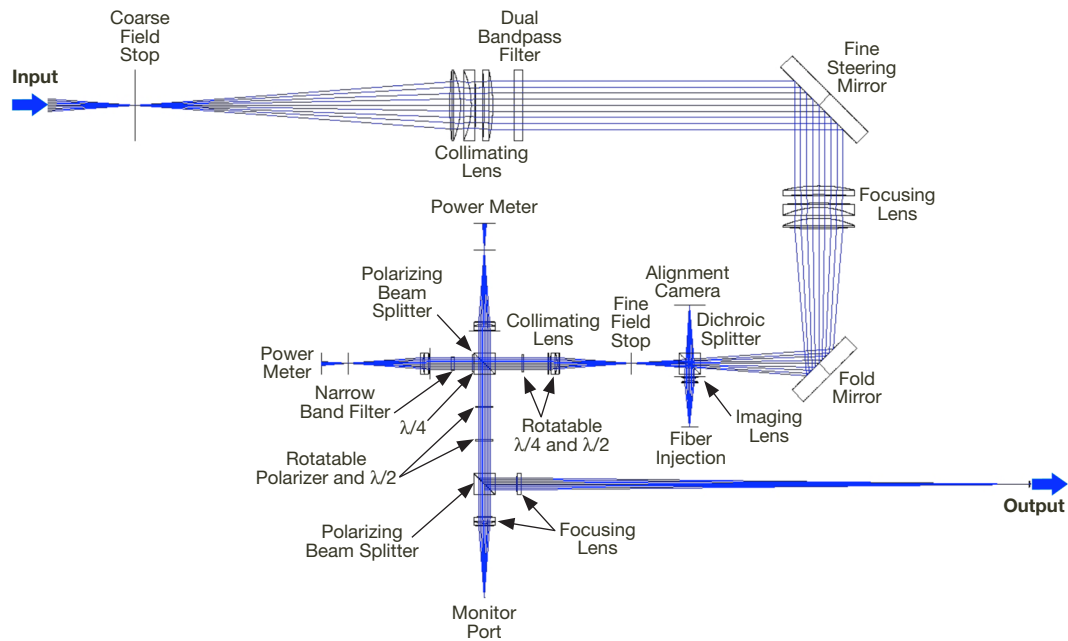 Coarse
Field
Stop
Dual
Bandpass
Filter
Fine
Steering
Mirror
Input
Collimating
Lens
Focusing
Lens
Power Meter
Polarizing
Beam
Splitter
Collimating
Lens
Fine
Field
Stop
Alignment
Camera
Dichroic
Splitter
Power
Meter
Narrow
Band Filter
λ/4
Rotatable
λ/4 and λ/2
Imaging
Lens
Fold
Mirror
Fiber
Injection
Rotatable
Polarizer and λ/2
Polarizing
Beam Splitter
Focusing
Lens
Output
Monitor
Port